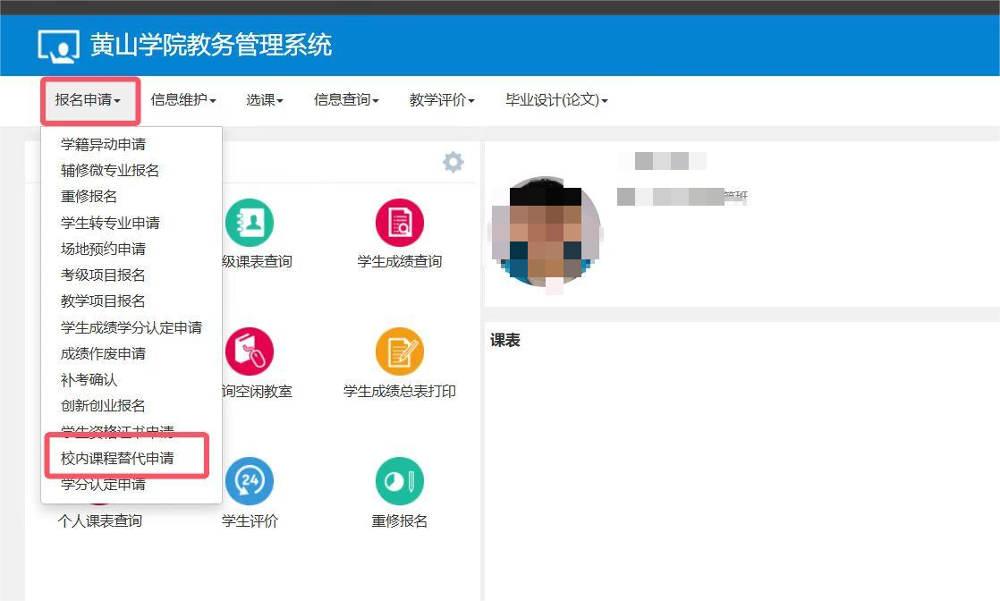 黄山学院教务管理系统
报名申请 信息维护 选课 信息查询 教学评价 毕业设计(论文)
学籍异动申请
辅修微专业报名
重修报名
学生转专业申请
场地预约申请
考级项目报名
教学项目报名
学生成绩学分认定申请
成绩作废申请
补考确认
创新创业报名
学生资格证书申请
校内课程替代申请
学分认定申请
级课表查询 学生成绩查询
询空闲教室 学生成绩总表打印
24
个人课表查询 学生评价 重修报名
管班
课表